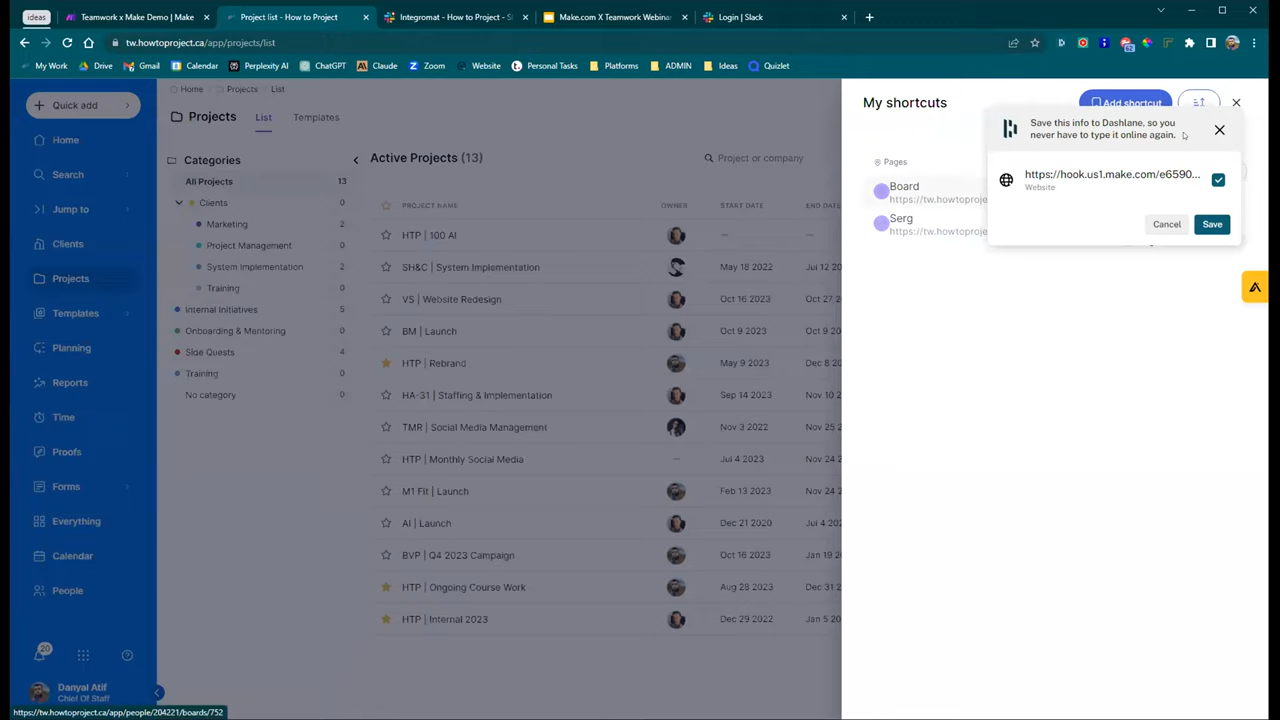 ideas
Teamwork x Make Demo | Make
Project list - How to Project
Integromat - How to Project - S
Make.com X Teamwork Webina
Login | Slack
tw.howtoproject.ca/app/projects/list
My Work
Drive
Gmail
Calendar
Perplexity AI
ChatGPT
Claude
Zoom
Website
Personal Tasks
Platforms
ADMIN
Ideas
Quizlet
Quick add
Home
Search
Jump to
Clients
Projects
Templates
Planning
Reports
Time
Proofs
Forms
Everything
Calendar
People
20
Danyal Atif
Chief Of Staff
https://tw.howtoproject.ca/app/people/204221/boards/752
Home Projects List
Projects List Templates
Categories
All Projects 13
Clients
Marketing 2
Project Management 0
System Implementation 2
Training 0
Internal Initiatives 5
Onboarding & Mentoring 0
Side Quests 4
Training 0
No category 0
Active Projects (13)
Project or company
PROJECT NAME OWNER START DATE END DATE
HTP | 100 AI — —
SH&C | System Implementation May 18 2022 Jul 12 20
VS | Website Redesign Oct 16 2023 Oct 27 2
BM | Launch Oct 9 2023 Oct 9 20
HTP | Rebrand May 9 2023 Dec 8 20
HA-31 | Staffing & Implementation Sep 14 2023 Nov 25 2
TMR | Social Media Management Nov 3 2022 Nov 25 2
HTP | Monthly Social Media — Jul 4 2023 Nov 24 2
M1 Fit | Launch Feb 13 2023 Nov 24 2
AI | Launch Dec 21 2020 Jul 4 202
BVP | Q4 2023 Campaign Oct 16 2023 Jan 19 20
HTP | Ongoing Course Work Aug 28 2023 Dec 31 2
HTP | Internal 2023 Dec 29 2022 Jan 5 20
My shortcuts
Add shortcut
Pages
Board
https://tw.howtoproje
Serg
https://tw.howtoproje
Save this info to Dashlane, so you
never have to type it online again.
https://hook.us1.make.com/e6590...
Website
Cancel Save